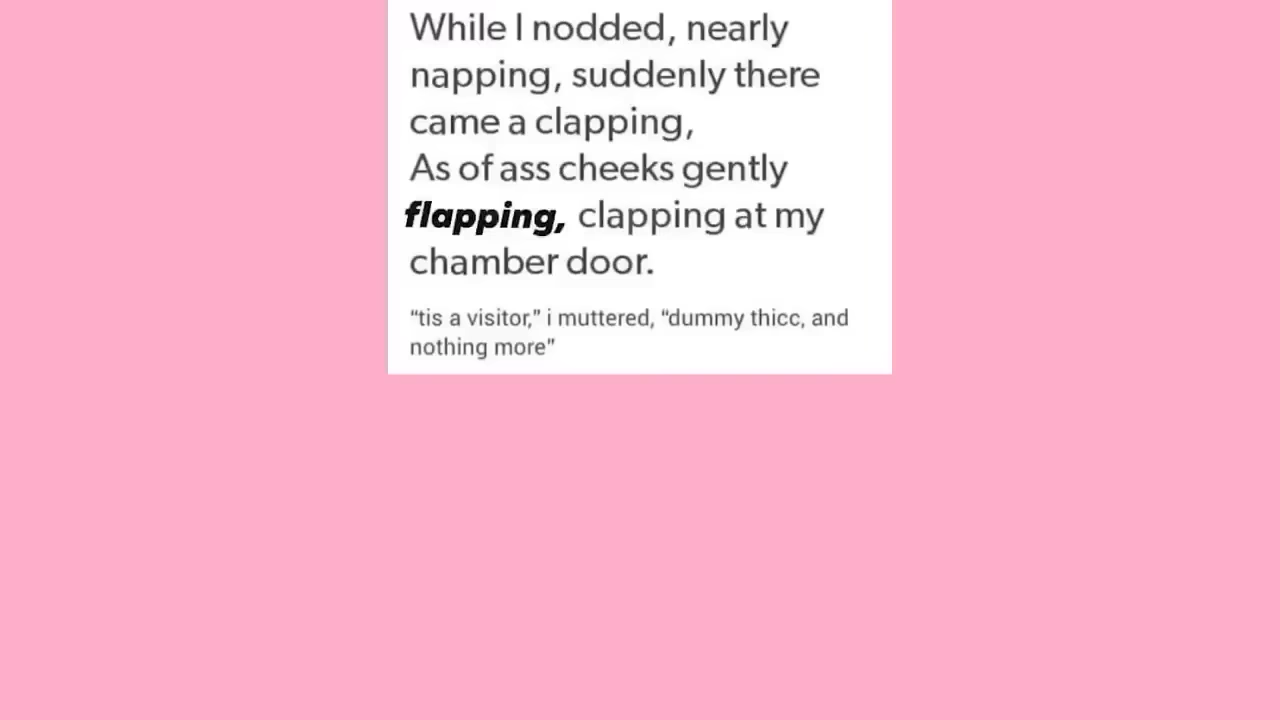 While I nodded, nearly
napping, suddenly there
came a clapping,
As of ass cheeks gently
flapping, clapping at my
chamber door.
“tis a visitor,” i muttered, “dummy thicc, and
nothing more”